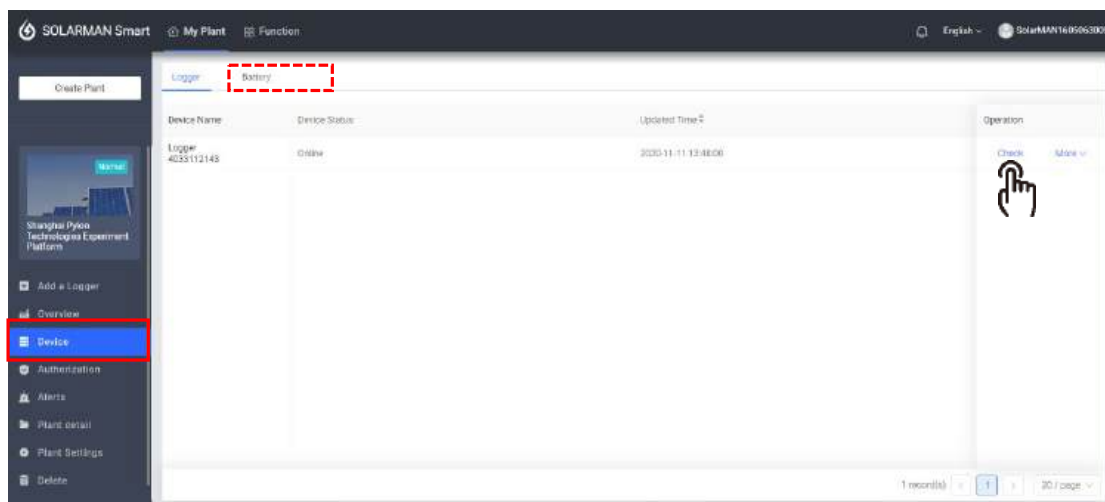 SOLARMAN Smart My Plant Function English SolarMAN1605063005
Create Plant
Logger Battery
Device Name Device Status Updated Time Operation
Logger
4033112143 Online 2020-11-11 13:48:00 Check More
Normal
Shanghai Pylon
Technologies Experiment
Platform
Add a Logger
Overview
Device
Authorization
Alerts
Plant detail
Plant Settings
Delete
1 record(s) 1 20 / page